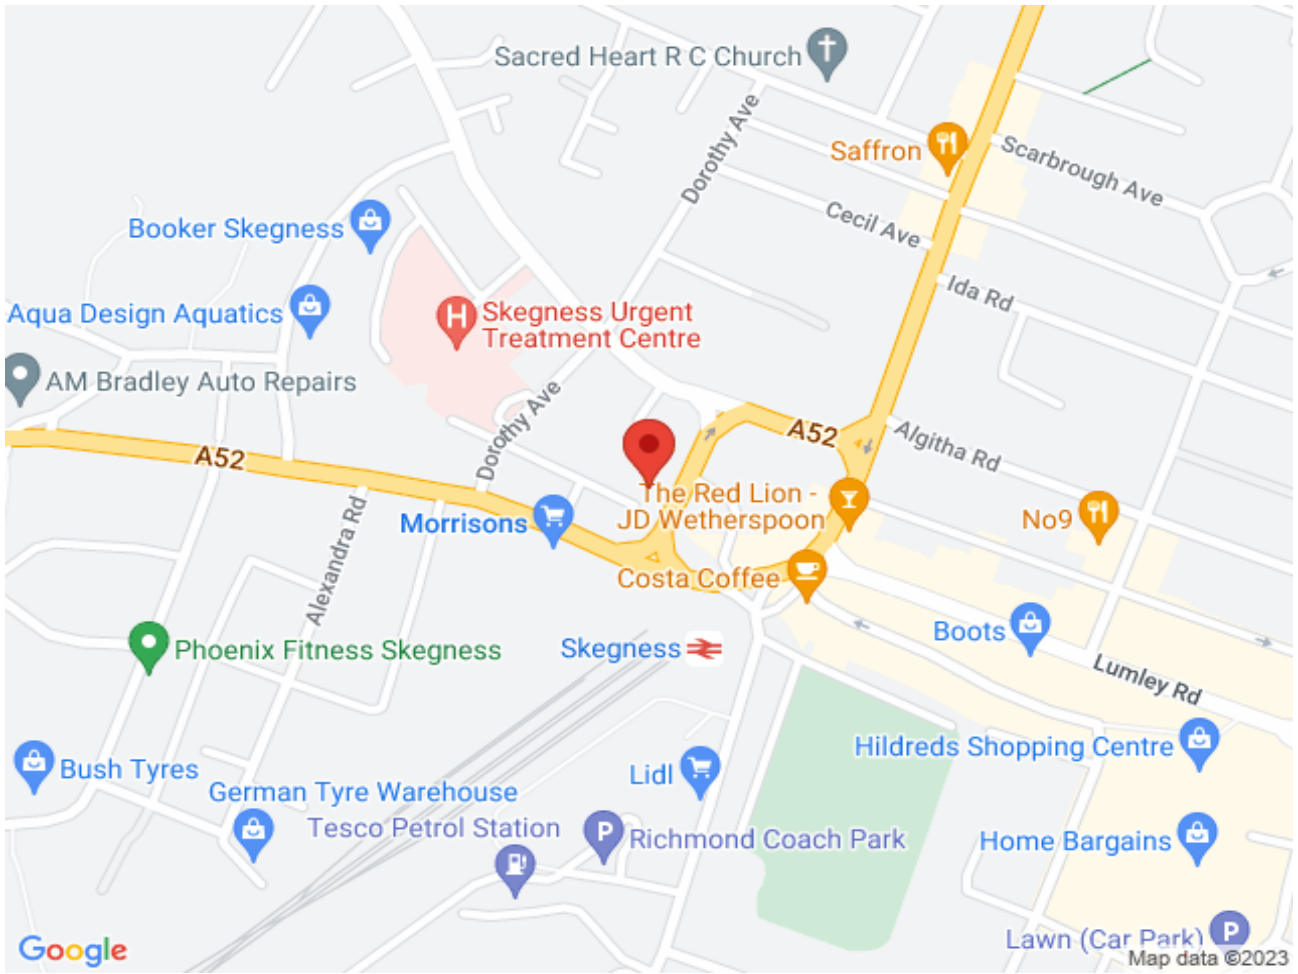 Sacred Heart R C Church
Dorothy Ave
Saffron
Scarbrough Ave
Cecil Ave
Booker Skegness
Ida Rd
Aqua Design Aquatics
Skegness Urgent
Treatment Centre
AM Bradley Auto Repairs
Dorothy Ave
A52
A52
Algitha Rd
The Red Lion -
JD Wetherspoon
Morrisons
No9
Alexandra Rd
Costa Coffee
Boots
Phoenix Fitness Skegness
Skegness
Lumley Rd
Hildreds Shopping Centre
Bush Tyres
Lidl
German Tyre Warehouse
Tesco Petrol Station
Richmond Coach Park
Home Bargains
Lawn (Car Park)
Google
Map data ©2023